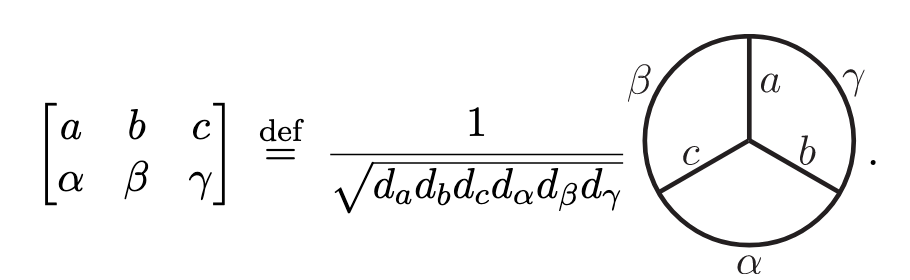 [a b c
α β γ] def= 1/√(d_a d_b d_c d_α d_β d_γ) β a γ c b α .